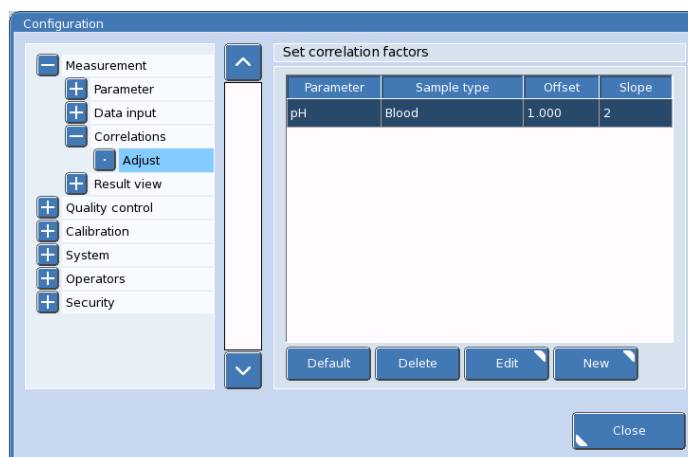 Configuration
Measurement
Parameter
Data input
Correlations
Adjust
Result view
Quality control
Calibration
System
Operators
Security
Set correlation factors
Parameter Sample type Offset Slope
pH Blood 1.000 2
Default Delete Edit New
Close